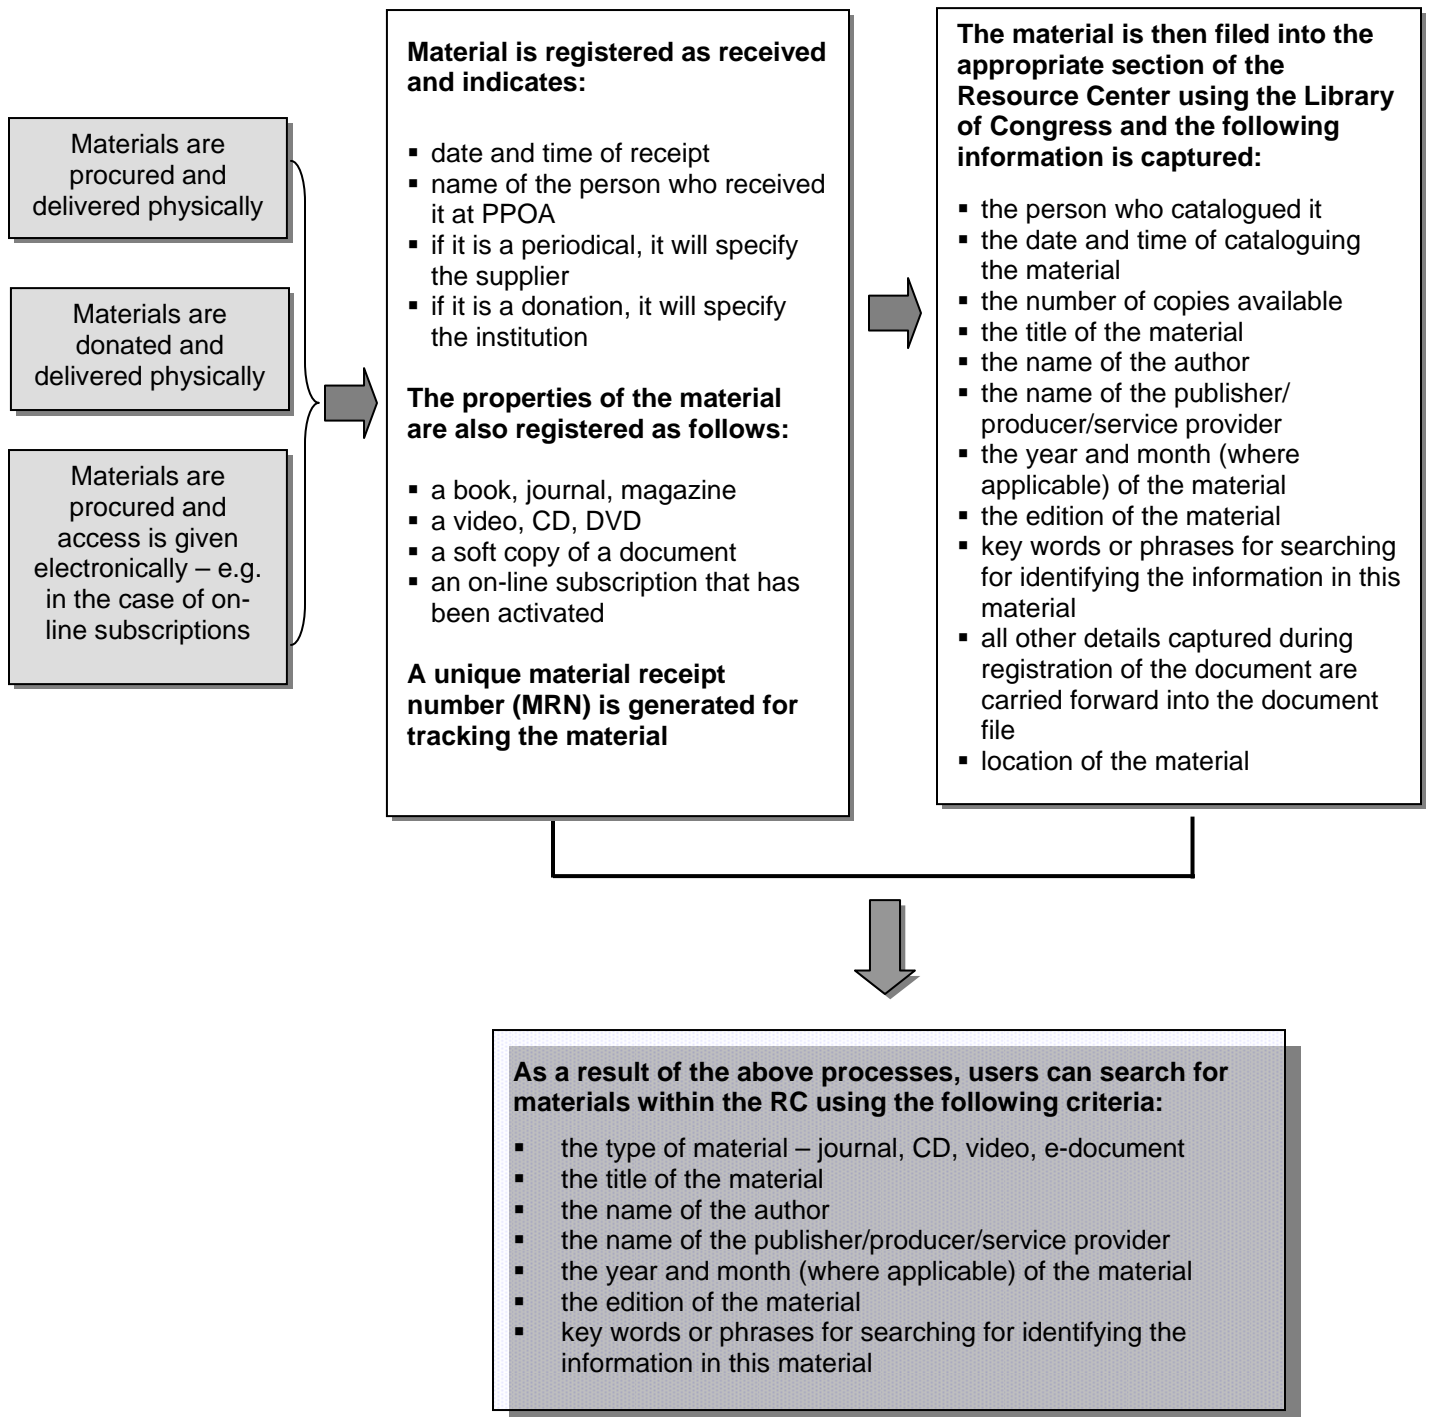 Materials are
procured and
delivered physically
Materials are
donated and
delivered physically
Materials are
procured and
access is given
electronically – e.g.
in the case of on-
line subscriptions
Material is registered as received
and indicates:
▪ date and time of receipt
▪ name of the person who received
it at PPOA
▪ if it is a periodical, it will specify
the supplier
▪ if it is a donation, it will specify
the institution
The properties of the material
are also registered as follows:
▪ a book, journal, magazine
▪ a video, CD, DVD
▪ a soft copy of a document
▪ an on-line subscription that has
been activated
A unique material receipt
number (MRN) is generated for
tracking the material
The material is then filed into the
appropriate section of the
Resource Center using the Library
of Congress and the following
information is captured:
▪ the person who catalogued it
▪ the date and time of cataloguing
the material
▪ the number of copies available
▪ the title of the material
▪ the name of the author
▪ the name of the publisher/
producer/service provider
▪ the year and month (where
applicable) of the material
▪ the edition of the material
▪ key words or phrases for searching
for identifying the information in this
material
▪ all other details captured during
registration of the document are
carried forward into the document
file
▪ location of the material
As a result of the above processes, users can search for
materials within the RC using the following criteria:
▪ the type of material – journal, CD, video, e-document
▪ the title of the material
▪ the name of the author
▪ the name of the publisher/producer/service provider
▪ the year and month (where applicable) of the material
▪ the edition of the material
▪ key words or phrases for searching for identifying the
information in this material